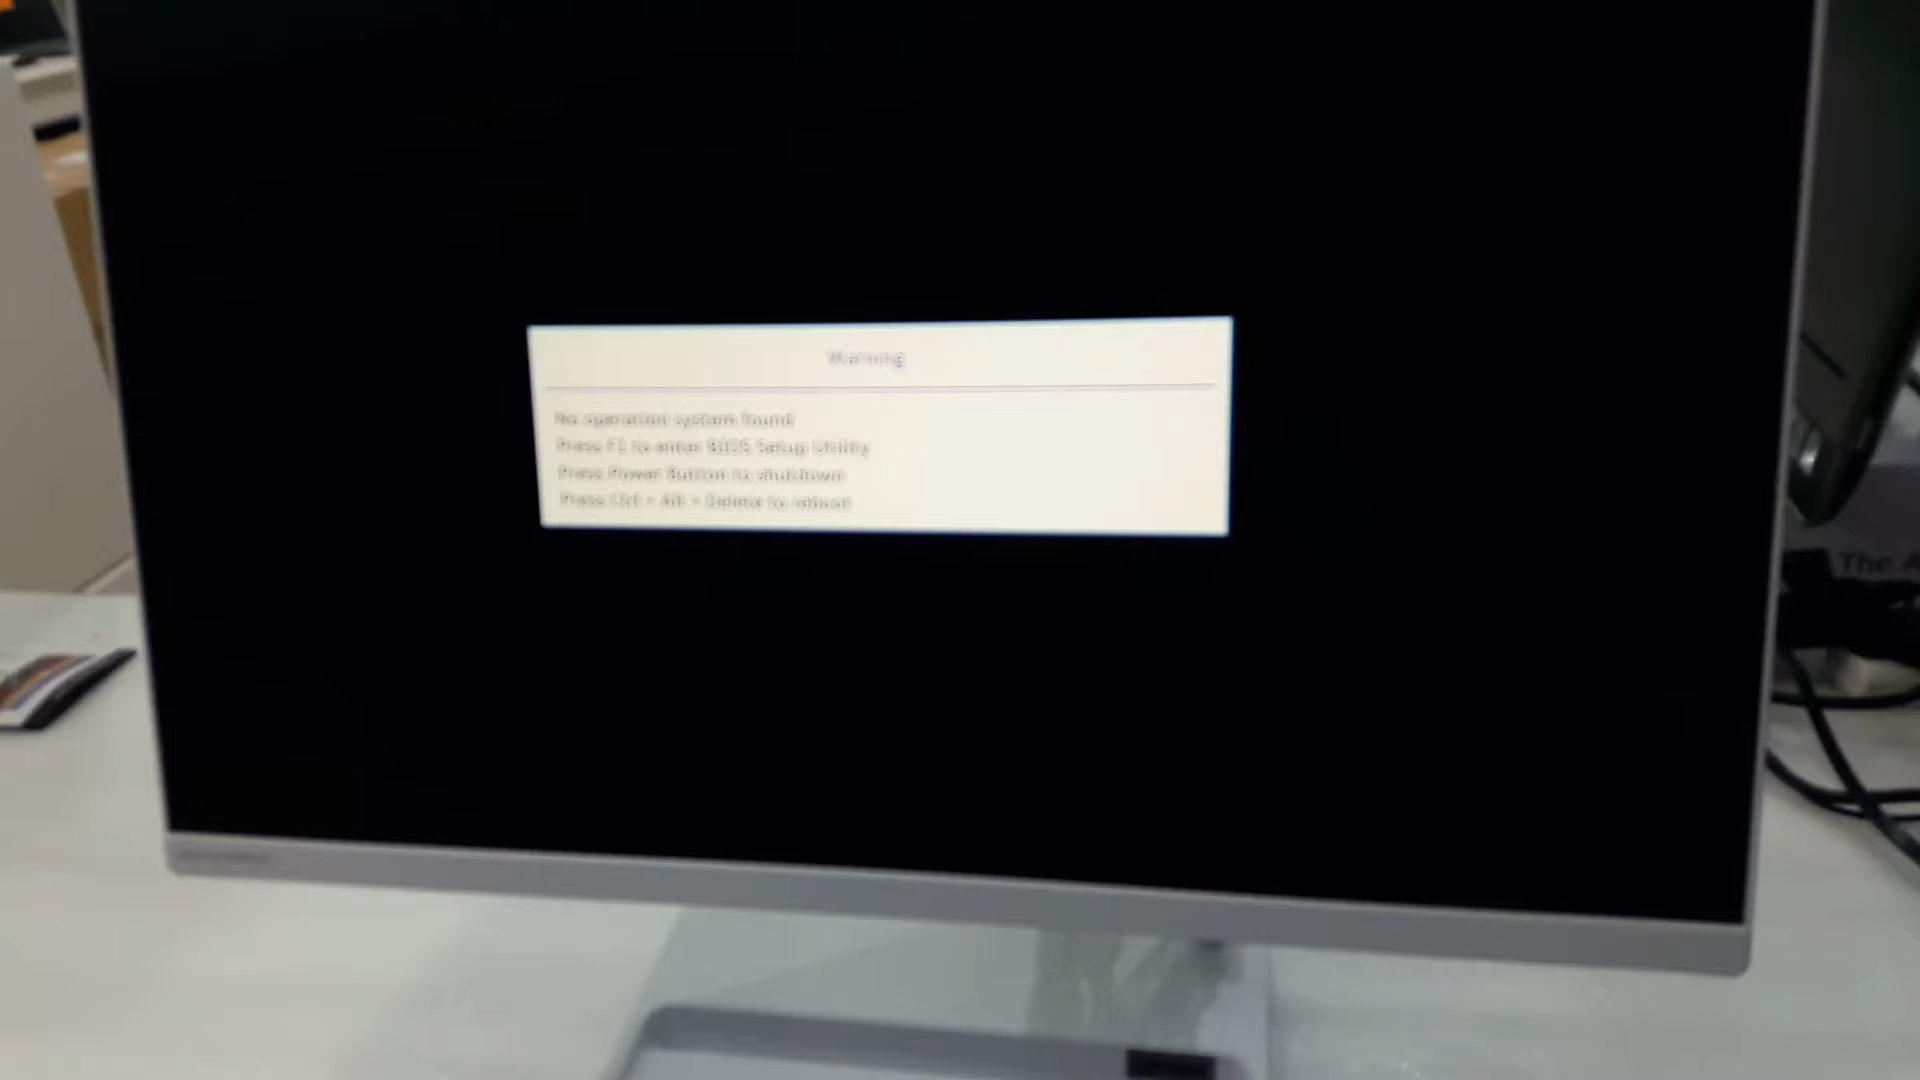 Warning
No operation system found
Press F1 to enter BIOS Setup Utility
Press Power Button to shutdown
Press Ctrl + Alt + Delete to reboot
The A